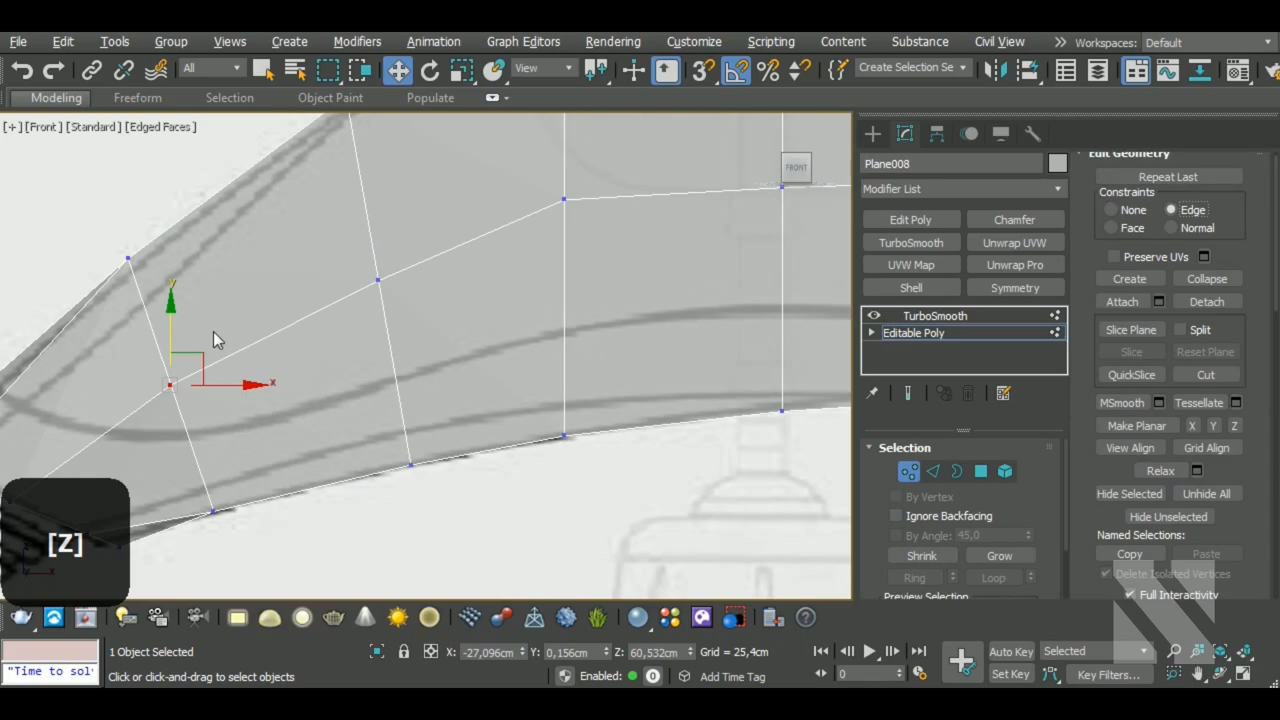 File Edit Tools Group Views Create Modifiers Animation Graph Editors Rendering Customize Scripting Content Substance Civil View Workspaces: Default
All View Create Selection Se
Modeling Freeform Selection Object Paint Populate
[+] [Front] [Standard] [Edged Faces]
FRONT
y
x
[Z]
x
Plane008
Modifier List
Edit Poly Chamfer
TurboSmooth Unwrap UVW
UVW Map Unwrap Pro
Shell Symmetry
TurboSmooth
Editable Poly
Selection
By Vertex
Ignore Backfacing
By Angle: 45,0
Shrink Grow
Ring Loop
Preview Selection
Edit Geometry
Repeat Last
Constraints
None Edge
Face Normal
Preserve UVs
Create Collapse
Attach Detach
Slice Plane Split
Slice Reset Plane
QuickSlice Cut
MSmooth Tessellate
Make Planar X Y Z
View Align Grid Align
Relax
Hide Selected Unhide All
Hide Unselected
Named Selections:
Copy Paste
Delete Isolated Vertices
Full Interactivity
"Time to sol
1 Object Selected
Click or click-and-drag to select objects
X: -27,096cm Y: 0,156cm Z: 60,532cm Grid = 25,4cm
Enabled: 0 Add Time Tag
0
Auto Key Selected
Set Key Key Filters...